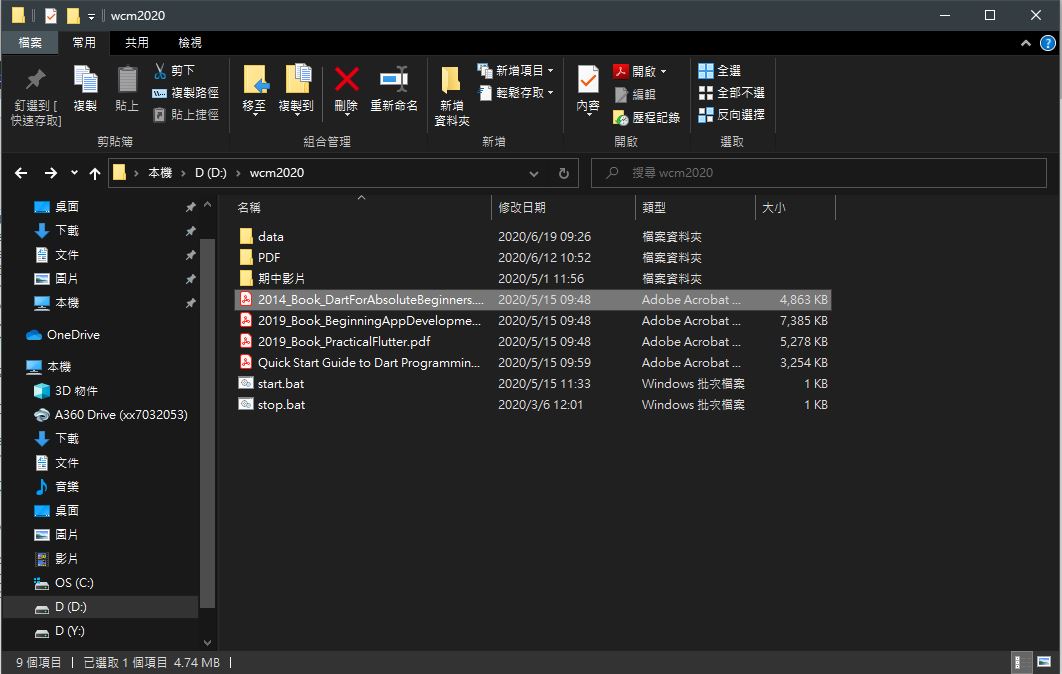 wcm2020
檔案 常用 共用 檢視
釘選到 [
快速存取]
複製
貼上
剪下
複製路徑
貼上捷徑
剪貼簿
移至
複製到
刪除
重新命名
組合管理
新增
資料夾
新增項目
輕鬆存取
新增
內容
開啟
編輯
歷程記錄
開啟
全選
全部不選
反向選擇
選取
本機 › D (D:) › wcm2020
搜尋 wcm2020
桌面
下載
文件
圖片
本機
OneDrive
本機
3D 物件
A360 Drive (xx7032053)
下載
文件
音樂
桌面
圖片
影片
OS (C:)
D (D:)
D (Y:)
名稱 修改日期 類型 大小
data 2020/6/19 09:26 檔案資料夾
PDF 2020/6/12 10:52 檔案資料夾
期中影片 2020/5/1 11:56 檔案資料夾
2014_Book_DartForAbsoluteBeginners.... 2020/5/15 09:48 Adobe Acrobat ... 4,863 KB
2019_Book_BeginningAppDevelopme... 2020/5/15 09:48 Adobe Acrobat ... 7,385 KB
2019_Book_PracticalFlutter.pdf 2020/5/15 09:48 Adobe Acrobat ... 5,278 KB
Quick Start Guide to Dart Programmin... 2020/5/15 09:59 Adobe Acrobat ... 3,254 KB
start.bat 2020/5/15 11:33 Windows 批次檔案 1 KB
stop.bat 2020/3/6 12:01 Windows 批次檔案 1 KB
9 個項目 | 已選取 1 個項目 4.74 MB |